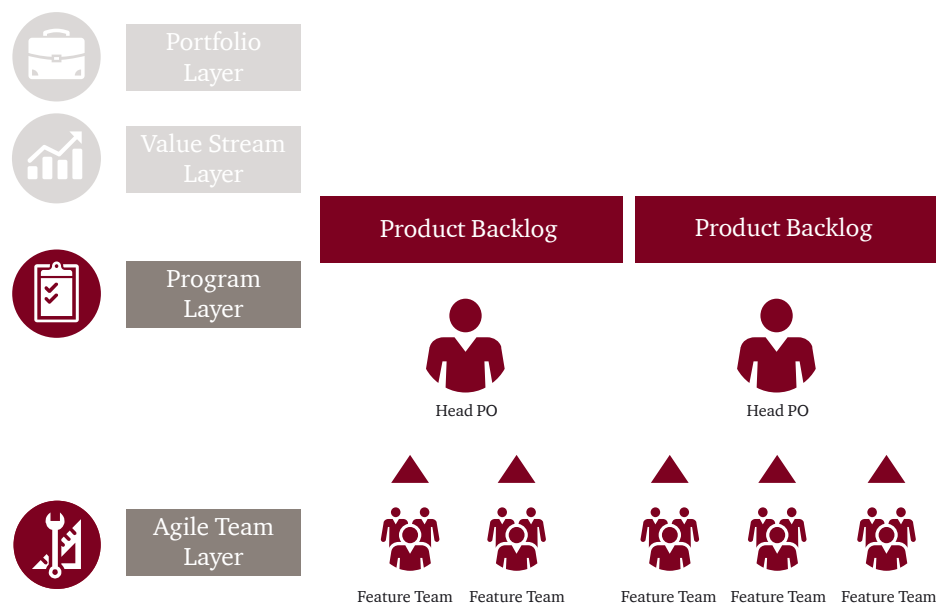 Portfolio
Layer
Value Stream
Layer
Product Backlog
Product Backlog
Program
Layer
Head PO
Head PO
Agile Team
Layer
Feature Team
Feature Team
Feature Team
Feature Team
Feature Team